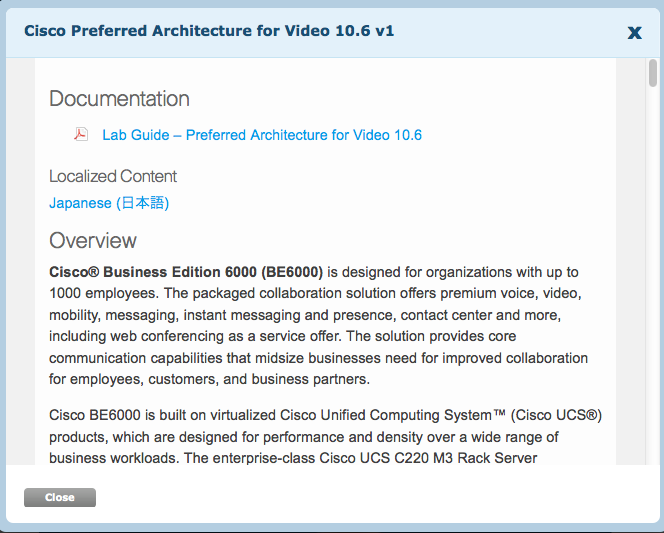 Cisco Preferred Architecture for Video 10.6 v1
x
Documentation
Lab Guide – Preferred Architecture for Video 10.6
Localized Content
Japanese (日本語)
Overview
Cisco® Business Edition 6000 (BE6000) is designed for organizations with up to
1000 employees. The packaged collaboration solution offers premium voice, video,
mobility, messaging, instant messaging and presence, contact center and more,
including web conferencing as a service offer. The solution provides core
communication capabilities that midsize businesses need for improved collaboration
for employees, customers, and business partners.
Cisco BE6000 is built on virtualized Cisco Unified Computing System™ (Cisco UCS®)
products, which are designed for performance and density over a wide range of
business workloads. The enterprise-class Cisco UCS C220 M3 Rack Server
Close